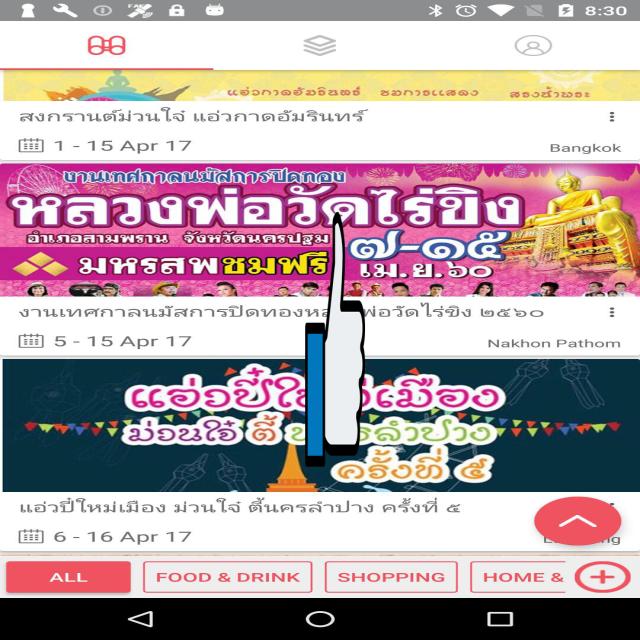 8:30
แอ่วกาดอัมรินทร์ ชมการแสดง สรงน้ำพระ
สงกรานต์ม่วนใจ๋ แอ่วกาดอัมรินทร์
1 - 15 Apr 17
Bangkok
งานเทศกาลนมัสการปิดทอง
หลวงพ่อวัดไร่ขิง
อำเภอสามพราน จังหวัดนครปฐม
๗-๑๕
มหรสพชมฟรี
เม.ย.๖๐
งานเทศกาลนมัสการปิดทองหล พ่อวัดไร่ขิง ๒๕๖๐
5 - 15 Apr 17
Nakhon Pathom
แอ่วปี๋ใ เมือง
ม่วนใจ๋ ตี้ รลำปาง
ครั้งที่ ๕
แอ่วปี๋ใหม่เมือง ม่วนใจ๋ ตี้นครลำปาง ครั้งที่ ๕
6 - 16 Apr 17
ALL
FOOD & DRINK
SHOPPING
HOME &